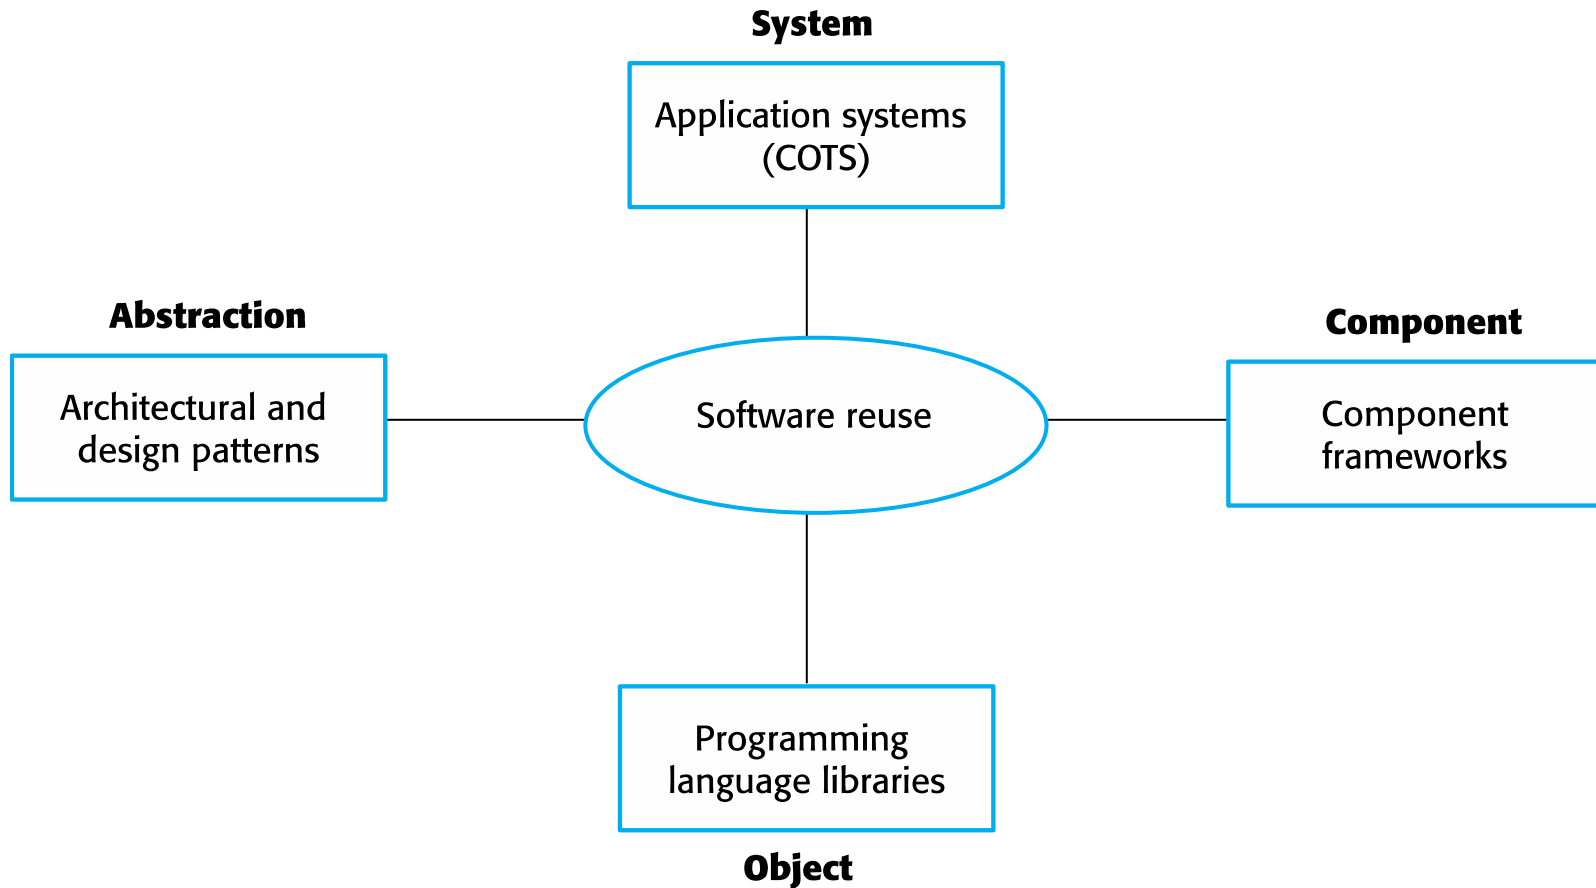 System
Application systems
(COTS)
Abstraction
Architectural and
design patterns
Software reuse
Component
Component
frameworks
Programming
language libraries
Object